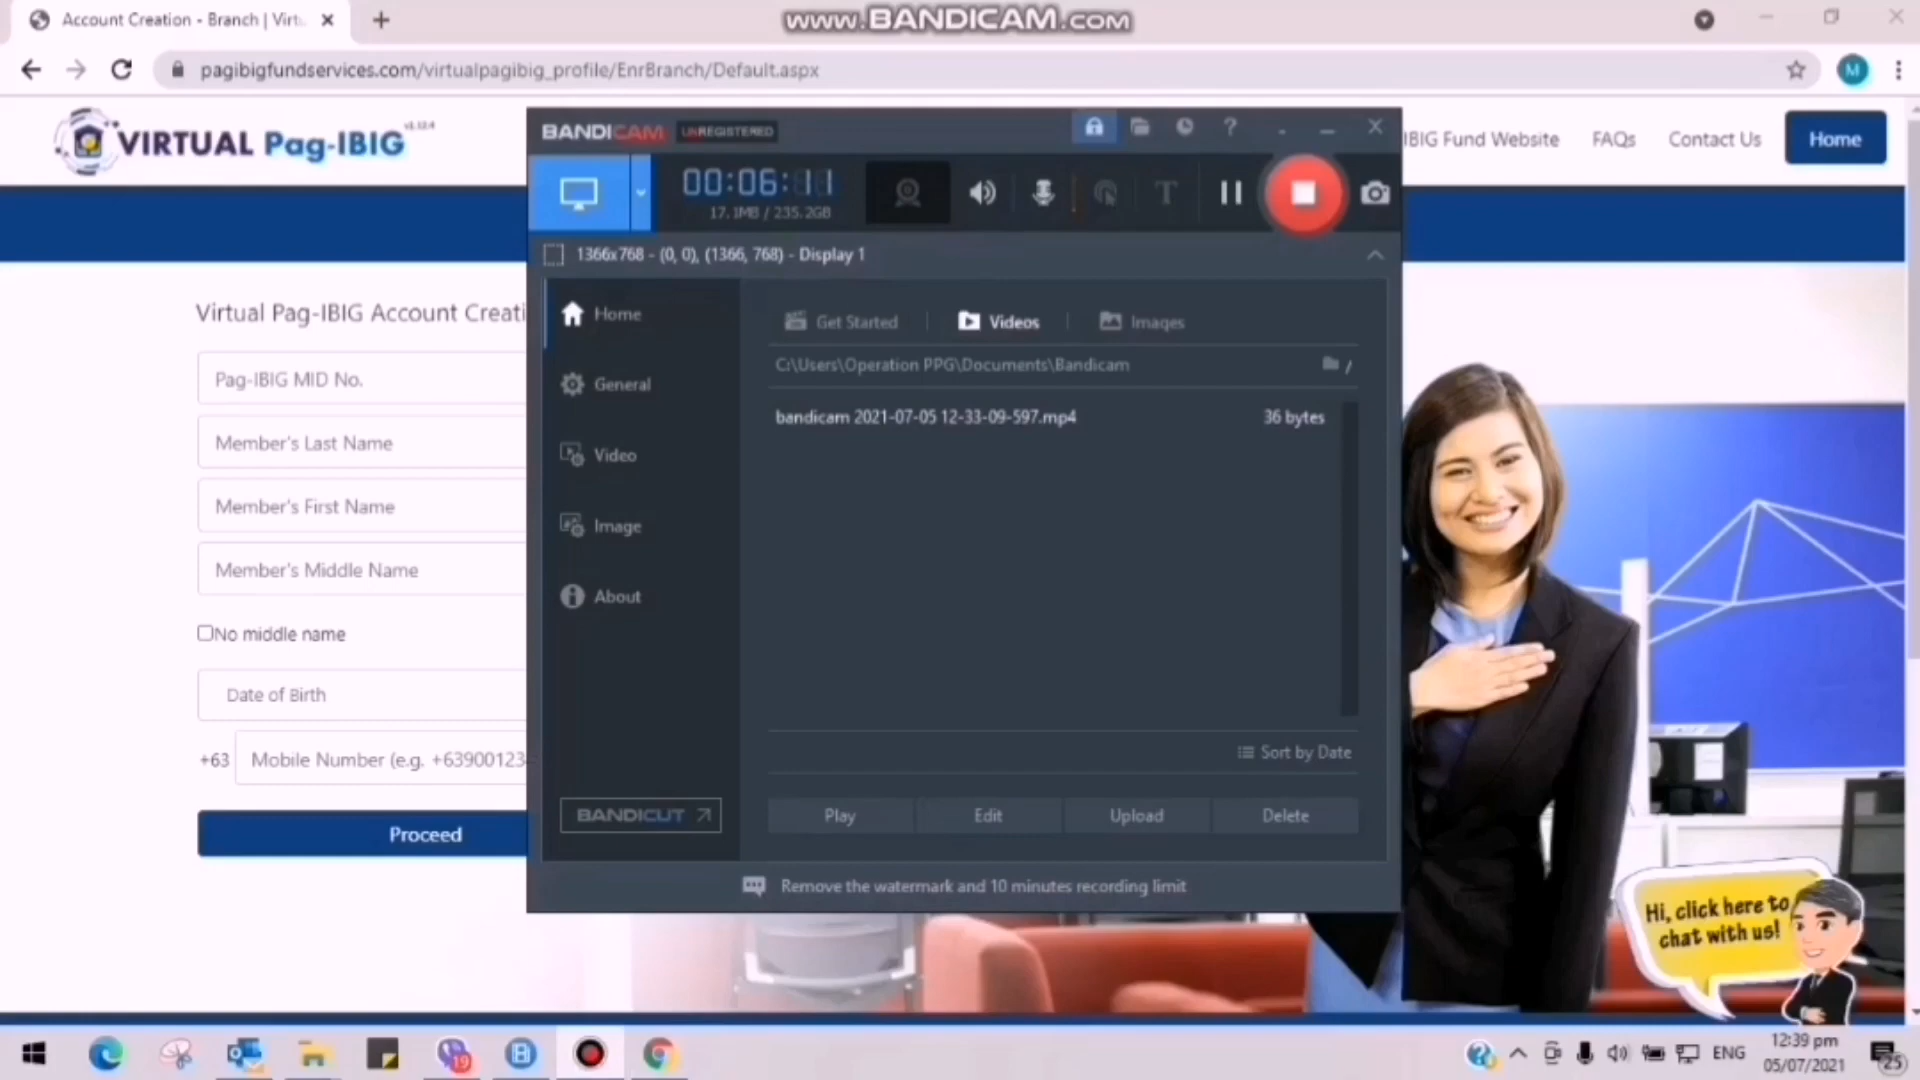 Account Creation - Branch | Virtu
www.BANDICAM.com
pagibigfundservices.com/virtualpagibig_profile/EnrBranch/Default.aspx
M
VIRTUAL Pag-IBIG
BANDICAM UNREGISTERED
IBIG Fund Website
FAQs
Contact Us
Home
00:06:11
17.1MB / 235.2GB
1366x768 - (0, 0), (1366, 768) - Display 1
Virtual Pag-IBIG Account Creati
Pag-IBIG MID No.
Member's Last Name
Member's First Name
Member's Middle Name
No middle name
Date of Birth
+63
Mobile Number (e.g. +63900123
Proceed
Home
General
Video
Image
About
BANDICUT
Get Started
Videos
Images
C:\Users\Operation PPG\Documents\Bandicam
bandicam 2021-07-05 12-33-09-597.mp4
36 bytes
Sort by Date
Play
Edit
Upload
Delete
Remove the watermark and 10 minutes recording limit
Hi, click here to
chat with us!
19
ENG
12:39 pm
05/07/2021
25